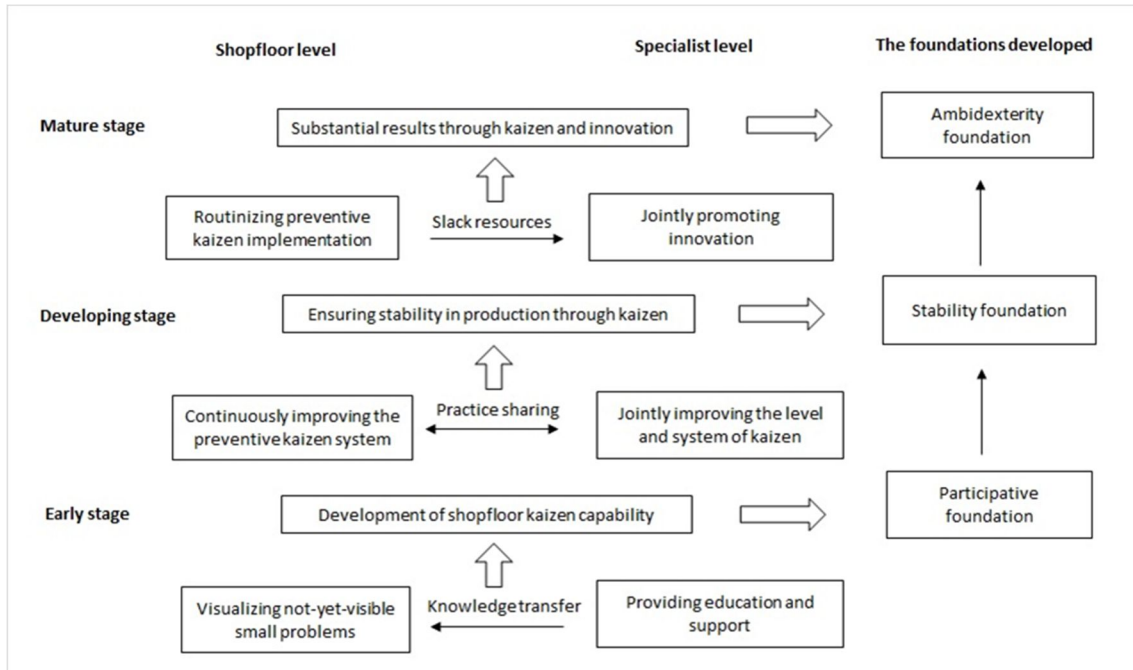 Shopfloor level
Specialist level
The foundations developed
Mature stage
Substantial results through kaizen and innovation
Ambidexterity
foundation
Routinizing preventive
kaizen implementation
Slack resources
Jointly promoting
innovation
Developing stage
Ensuring stability in production through kaizen
Stability foundation
Continuously improving the
preventive kaizen system
Practice sharing
Jointly improving the level
and system of kaizen
Early stage
Development of shopfloor kaizen capability
Participative
foundation
Visualizing not-yet-visible
small problems
Knowledge transfer
Providing education and
support